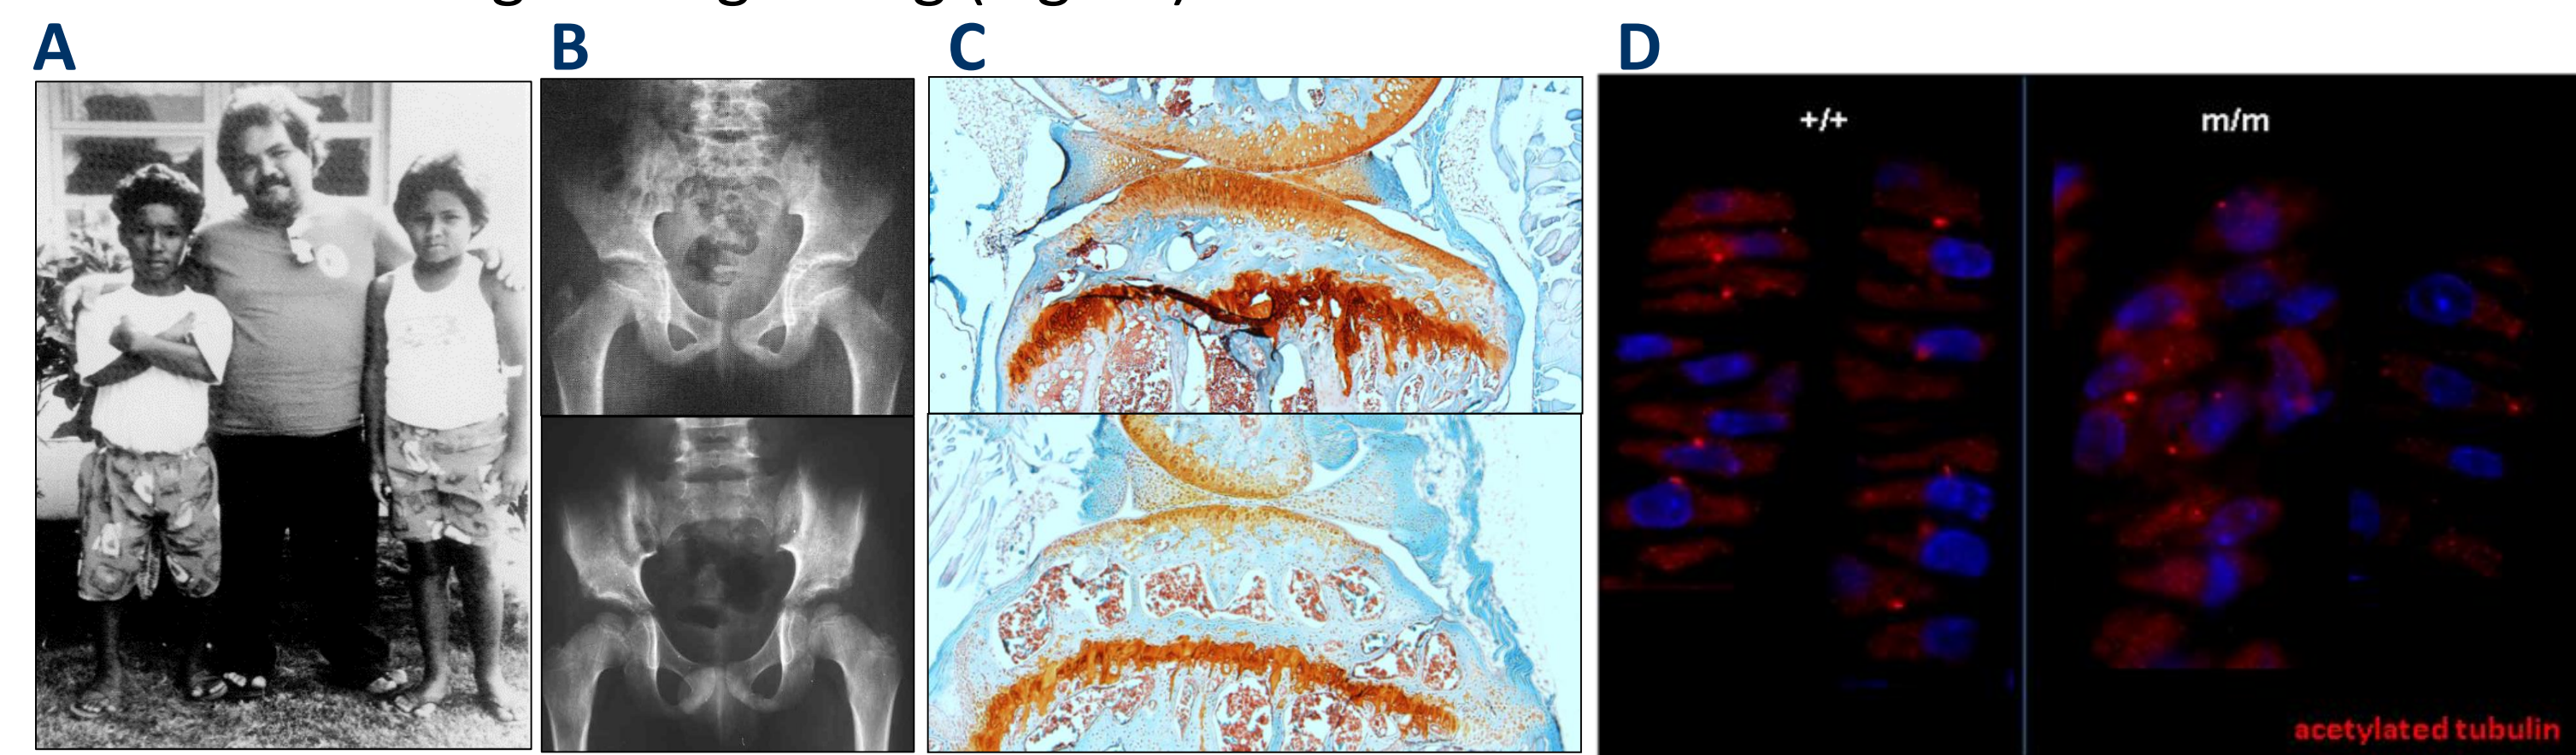 A B C D
+/+ m/m
acetylated tubulin